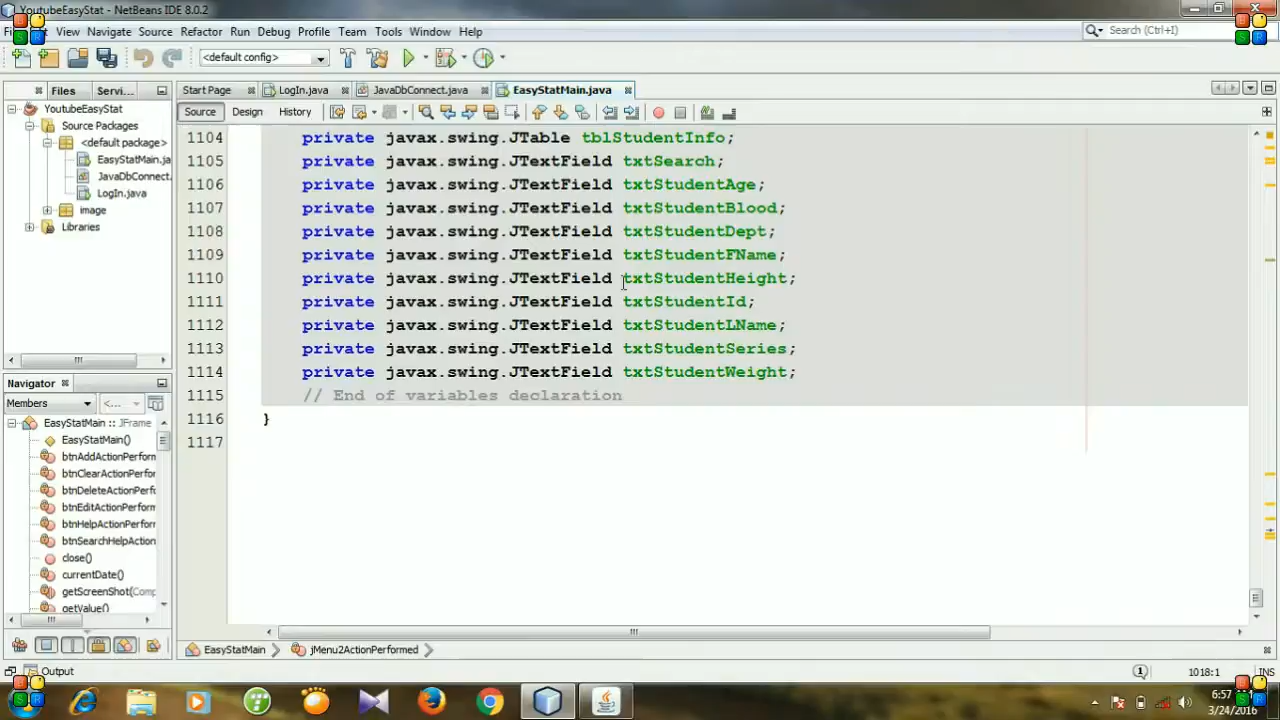 YoutubeEasyStat - NetBeans IDE 8.0.2
View Navigate Source Refactor Run Debug Profile Team Tools Window Help
Search (Ctrl+I)
<default config>
Files Servi...
Start Page LogIn.java JavaDbConnect.java EasyStatMain.java
Source Design History
YoutubeEasyStat
Source Packages
<default package>
EasyStatMain.ja
JavaDbConnect.
LogIn.java
image
Libraries
1104 private javax.swing.JTable tblStudentInfo;
1105 private javax.swing.JTextField txtSearch;
1106 private javax.swing.JTextField txtStudentAge;
1107 private javax.swing.JTextField txtStudentBlood;
1108 private javax.swing.JTextField txtStudentDept;
1109 private javax.swing.JTextField txtStudentFName;
1110 private javax.swing.JTextField txtStudentHeight;
1111 private javax.swing.JTextField txtStudentId;
1112 private javax.swing.JTextField txtStudentLName;
1113 private javax.swing.JTextField txtStudentSeries;
1114 private javax.swing.JTextField txtStudentWeight;
1115 // End of variables declaration
1116 }
1117
Navigator
Members <...
EasyStatMain :: JFrame
EasyStatMain()
btnAddActionPerform
btnClearActionPerfor
btnDeleteActionPerf
btnEditActionPerform
btnHelpActionPerform
btnSearchHelpAction
close()
currentDate()
getScreenShot(Comp
getValue()
EasyStatMain jMenu2ActionPerformed
Output
1018:1 INS
6:57
3/24/2016